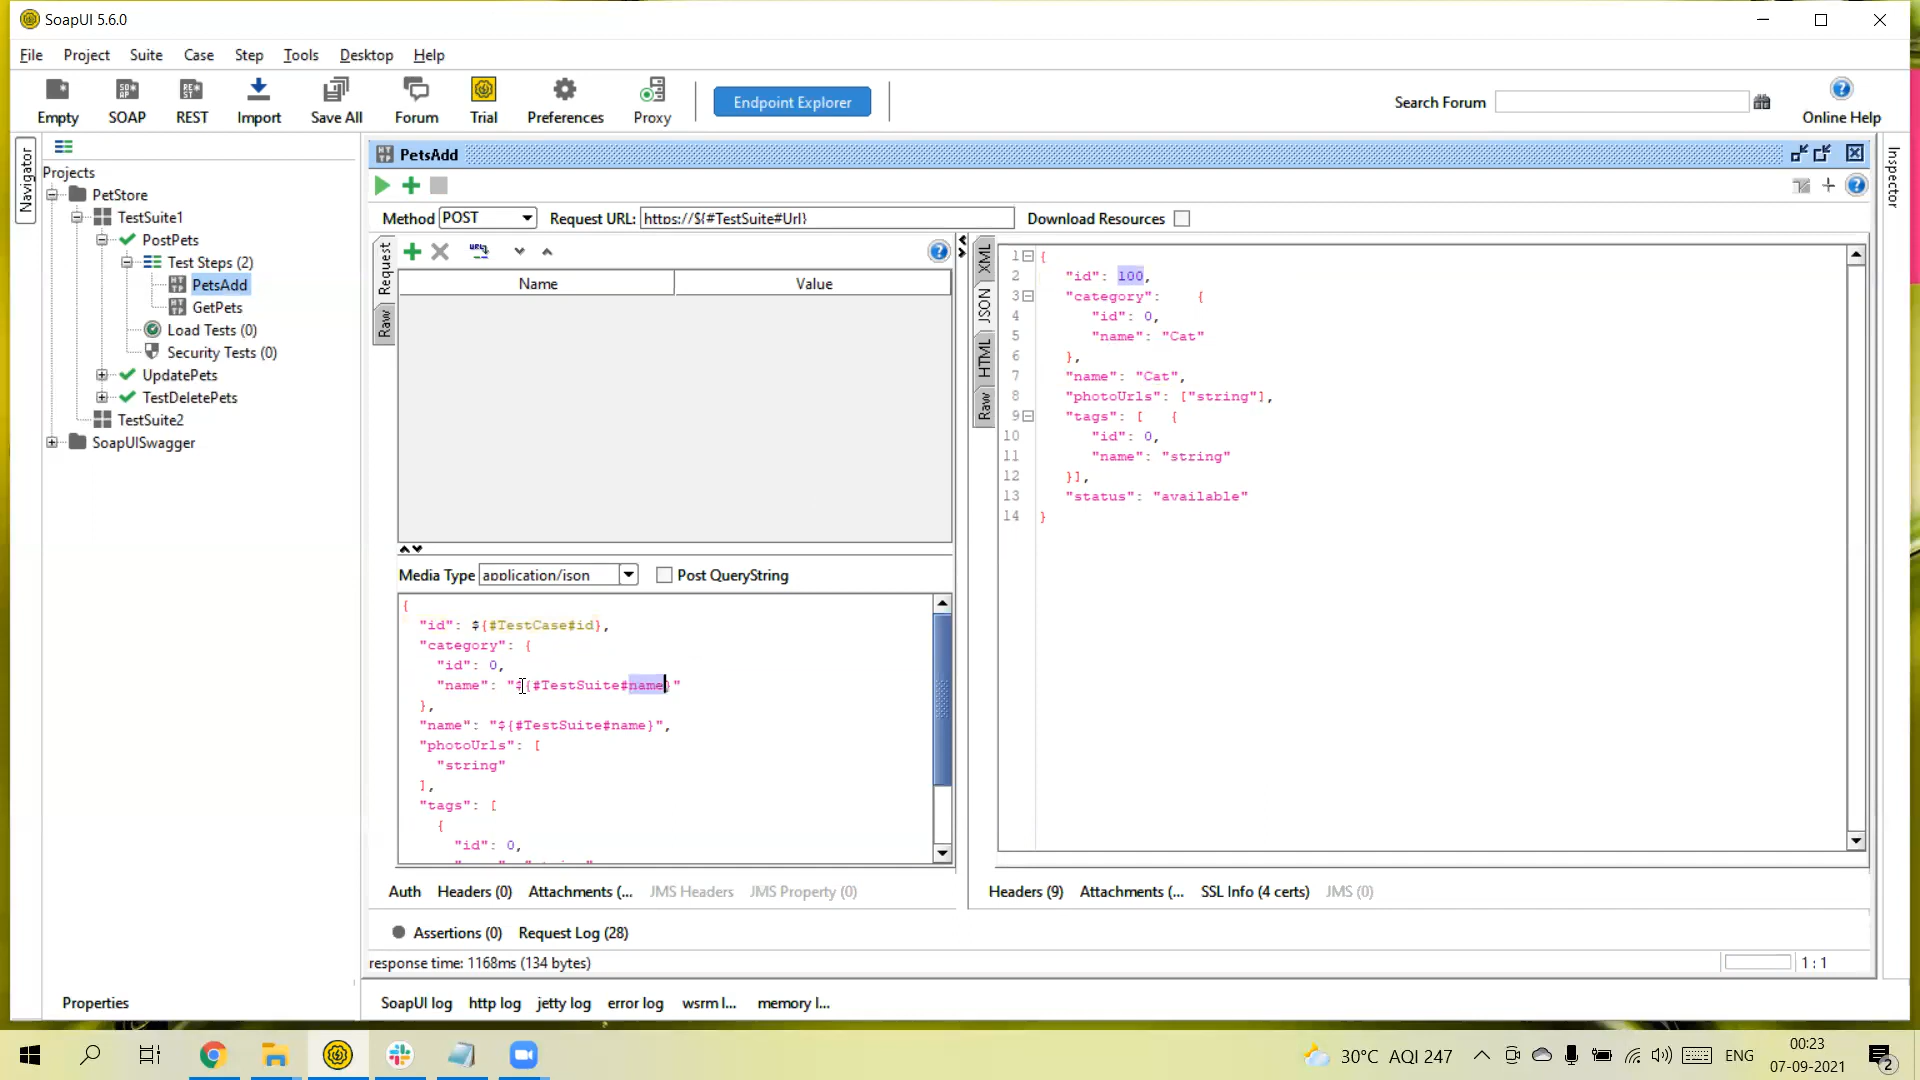 SoapUI 5.6.0
File Project Suite Case Step Tools Desktop Help
Empty SOAP REST Import Save All Forum Trial Preferences Proxy
Endpoint Explorer
Search Forum
Online Help
Navigator
Projects
PetStore
TestSuite1
PostPets
Test Steps (2)
PetsAdd
GetPets
Load Tests (0)
Security Tests (0)
UpdatePets
TestDeletePets
TestSuite2
SoapUISwagger
Properties
PetsAdd
Method POST Request URL: https://${#TestSuite#Url} Download Resources
Request
Raw
Name Value
Media Type application/json Post QueryString
{
"id": ${#TestCase#id},
"category": {
"id": 0,
"name": "${#TestSuite#name}"
},
"name": "${#TestSuite#name}",
"photoUrls": [
"string"
],
"tags": [
{
"id": 0,
Auth Headers (0) Attachments (... JMS Headers JMS Property (0)
XML
JSON
HTML
Raw
1 {
2 "id": 100,
3 "category": {
4 "id": 0,
5 "name": "Cat"
6 },
7 "name": "Cat",
8 "photoUrls": ["string"],
9 "tags": [ {
10 "id": 0,
11 "name": "string"
12 }],
13 "status": "available"
14 }
Headers (9) Attachments (... SSL Info (4 certs) JMS (0)
Assertions (0) Request Log (28)
response time: 1168ms (134 bytes)
1 : 1
SoapUI log http log jetty log error log wsrm l... memory l...
Inspector
30°C AQI 247
ENG
00:23
07-09-2021
2